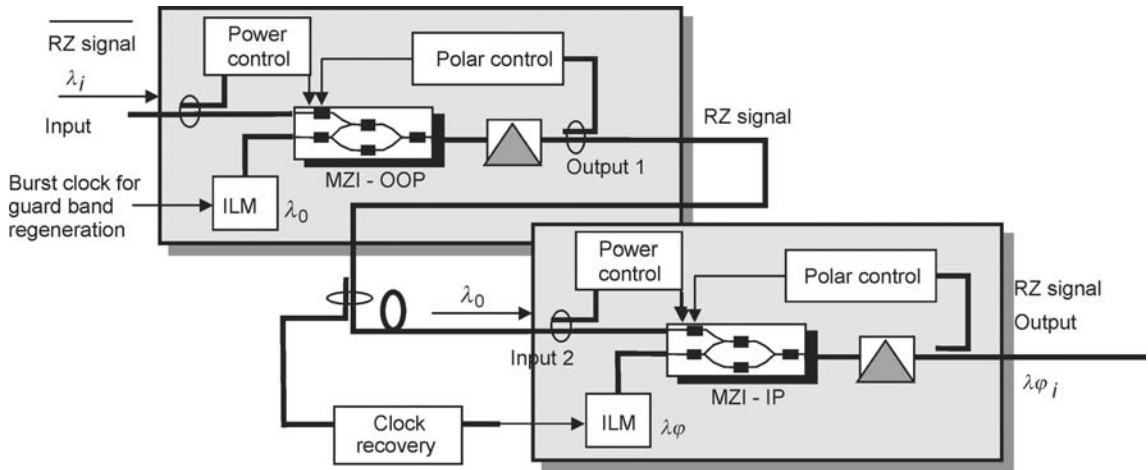 RZ signal
λi
Input
Power
control
Polar control
MZI - OOP
Output 1
RZ signal
Burst clock for
guard band
regeneration
ILM
λ0
Power
control
Polar control
λ0
Input 2
MZI - IP
RZ signal
Output
λφi
Clock
recovery
ILM
λφ